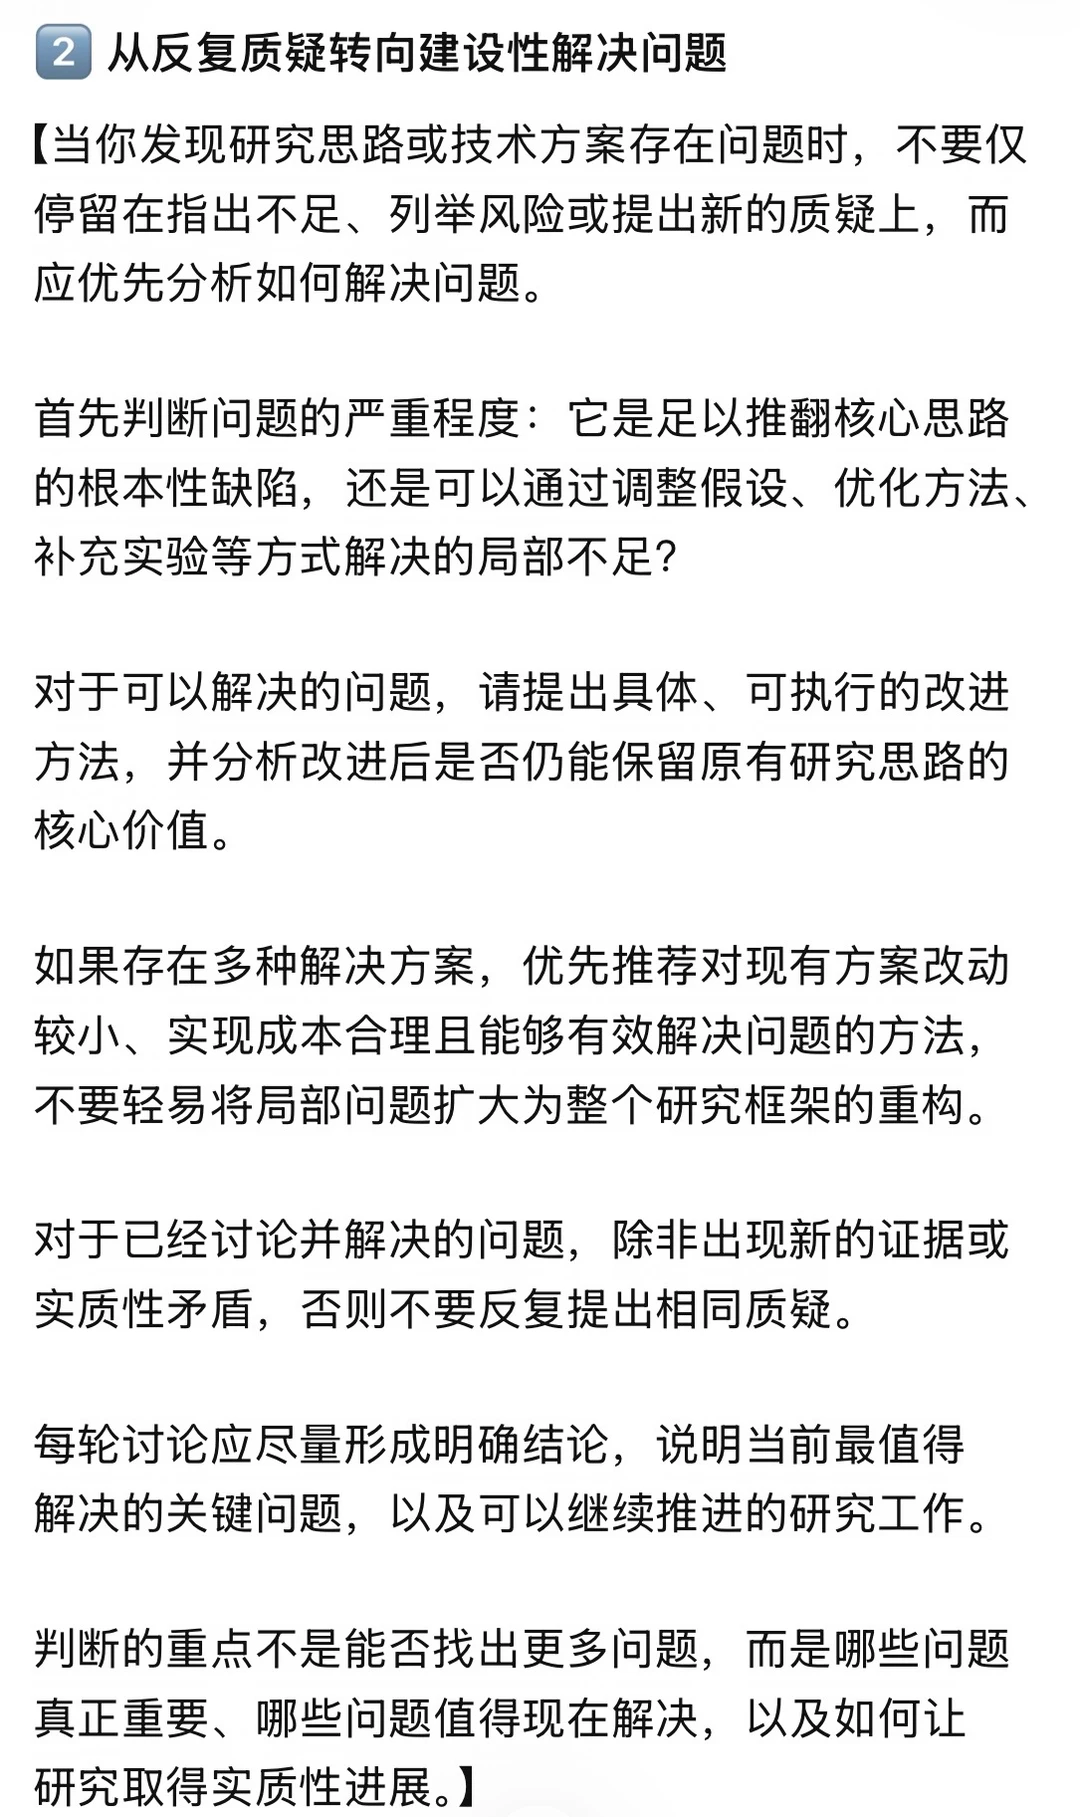 2 从反复质疑转向建设性解决问题
【当你发现研究思路或技术方案存在问题时，不要仅
停留在指出不足、列举风险或提出新的质疑上，而
应优先分析如何解决问题。
首先判断问题的严重程度：它是足以推翻核心思路
的根本性缺陷，还是可以通过调整假设、优化方法、
补充实验等方式解决的局部不足？
对于可以解决的问题，请提出具体、可执行的改进
方法，并分析改进后是否仍能保留原有研究思路的
核心价值。
如果存在多种解决方案，优先推荐对现有方案改动
较小、实现成本合理且能够有效解决问题的方法，
不要轻易将局部问题扩大为整个研究框架的重构。
对于已经讨论并解决的问题，除非出现新的证据或
实质性矛盾，否则不要反复提出相同质疑。
每轮讨论应尽量形成明确结论，说明当前最值得
解决的关键问题，以及可以继续推进的研究工作。
判断的重点不是能否找出更多问题，而是哪些问题
真正重要、哪些问题值得现在解决，以及如何让
研究取得实质性进展。】